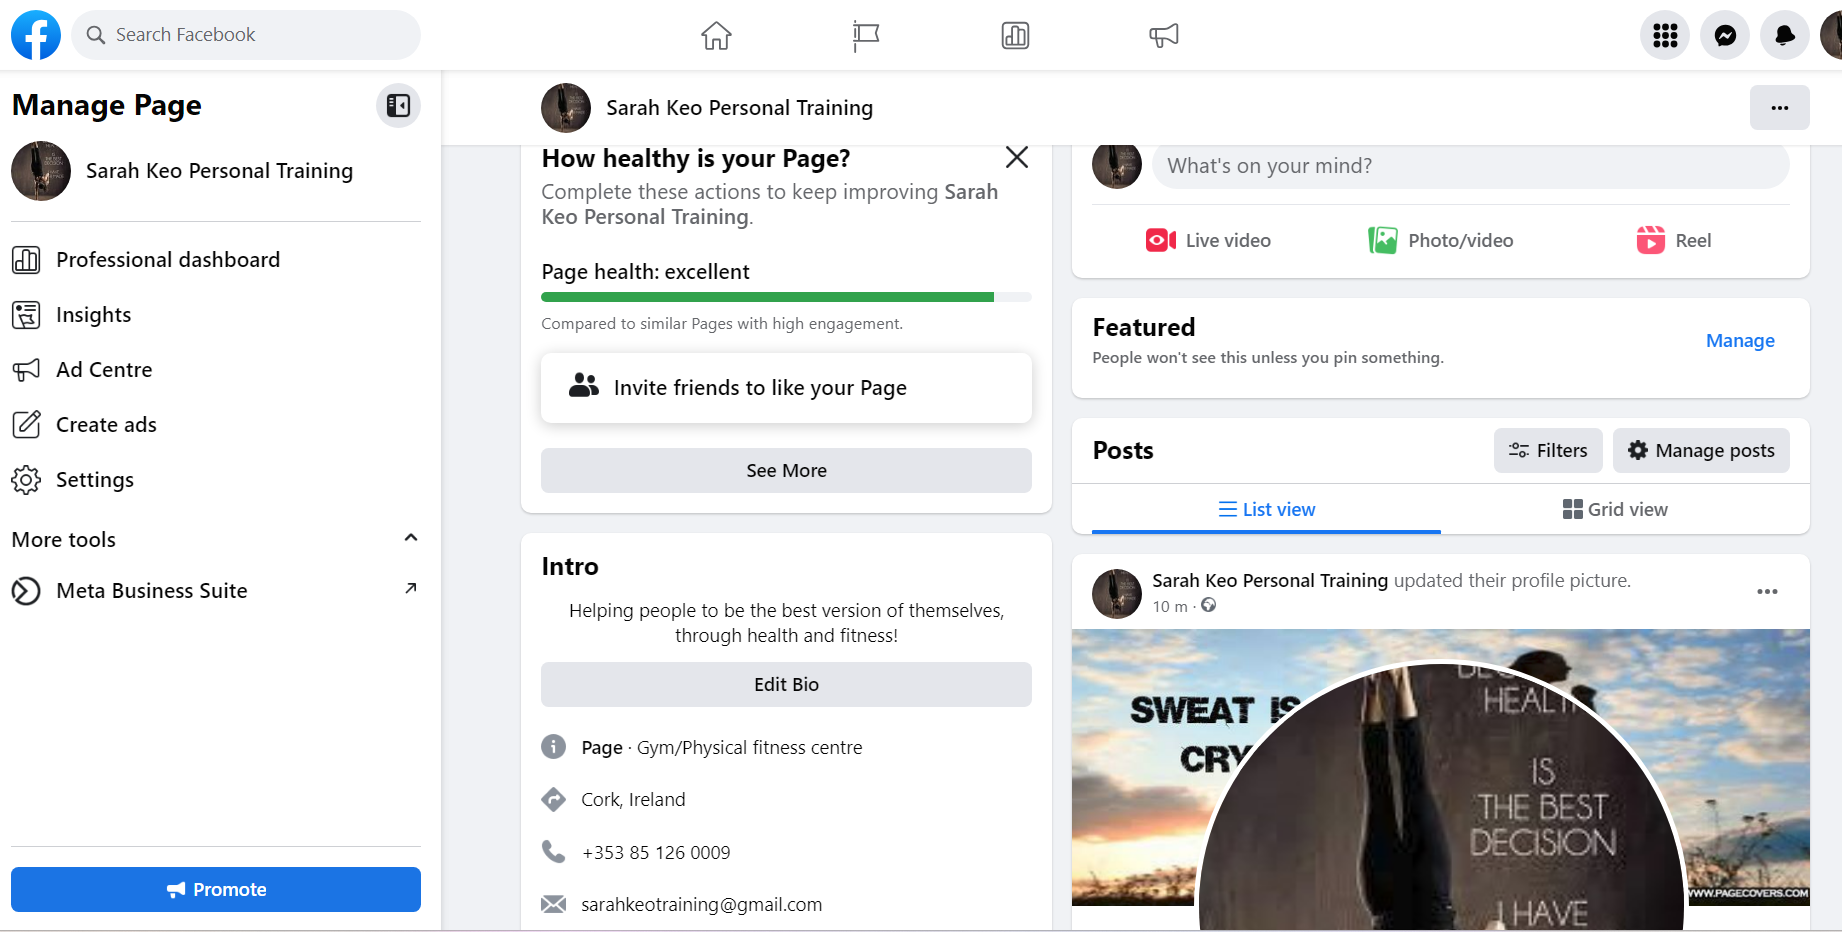 Search Facebook
Manage Page
Sarah Keo Personal Training
Professional dashboard
Insights
Ad Centre
Create ads
Settings
More tools
Meta Business Suite
Promote
Sarah Keo Personal Training
How healthy is your Page?
Complete these actions to keep improving Sarah
Keo Personal Training.
Page health: excellent
Compared to similar Pages with high engagement.
Invite friends to like your Page
See More
Intro
Helping people to be the best version of themselves,
through health and fitness!
Edit Bio
Page · Gym/Physical fitness centre
Cork, Ireland
+353 85 126 0009
sarahkeotraining@gmail.com
What's on your mind?
Live video
Photo/video
Reel
Featured
People won't see this unless you pin something.
Manage
Posts
Filters
Manage posts
List view
Grid view
Sarah Keo Personal Training updated their profile picture.
10 m ·
SWEAT IS
CRY
HEALTH
IS
THE BEST
DECISION
I HAVE
WWW.PAGECOVERS.COM